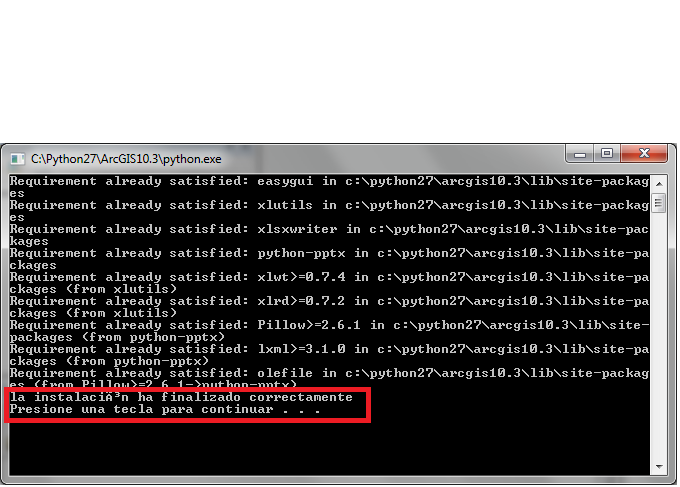 C:\Python27\ArcGIS10.3\python.exe
Requirement already satisfied: easygui in c:\python27\arcgis10.3\lib\site-packag
es
Requirement already satisfied: xlutils in c:\python27\arcgis10.3\lib\site-packag
es
Requirement already satisfied: xlsxwriter in c:\python27\arcgis10.3\lib\site-pac
kages
Requirement already satisfied: python-pptx in c:\python27\arcgis10.3\lib\site-pa
ckages
Requirement already satisfied: xlwt>=0.7.4 in c:\python27\arcgis10.3\lib\site-pa
ckages (from xlutils)
Requirement already satisfied: xlrd>=0.7.2 in c:\python27\arcgis10.3\lib\site-pa
ckages (from xlutils)
Requirement already satisfied: Pillow>=2.6.1 in c:\python27\arcgis10.3\lib\site-
packages (from python-pptx)
Requirement already satisfied: lxml>=3.1.0 in c:\python27\arcgis10.3\lib\site-pa
ckages (from python-pptx)
Requirement already satisfied: olefile in c:\python27\arcgis10.3\lib\site-packag
es (from Pillow>=2.6.1->python-pptx)
la instalaciÃ³n ha finalizado correctamente
Presione una tecla para continuar . . .